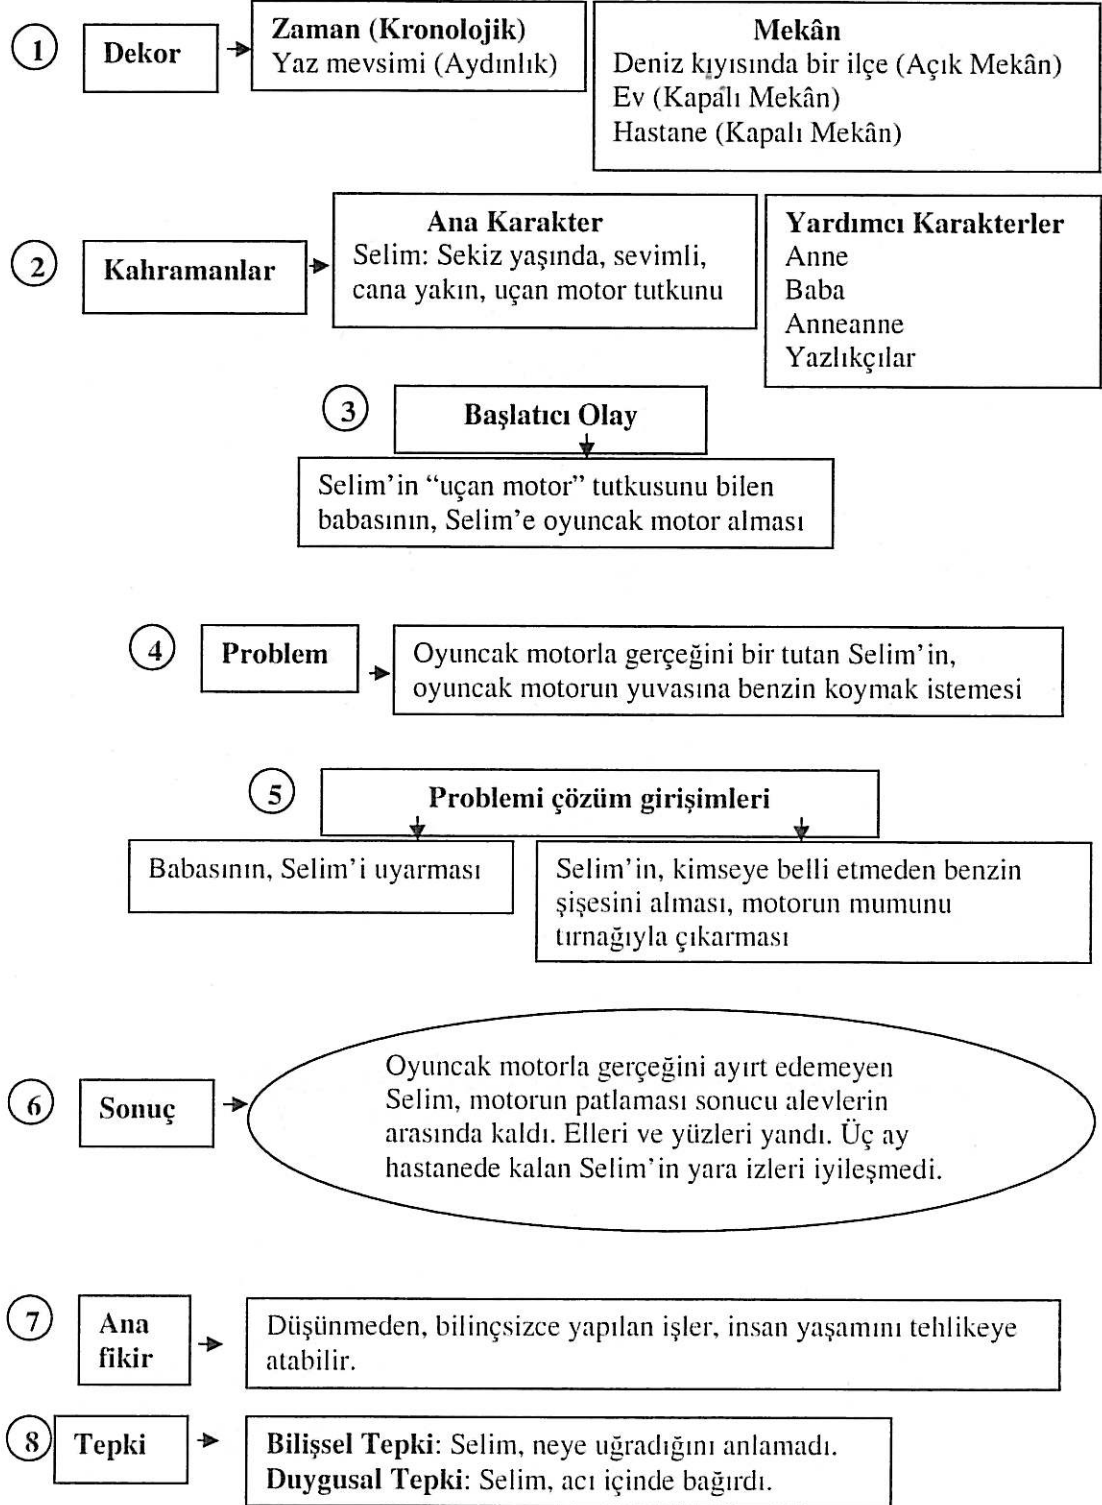 1
Dekor
Zaman (Kronolojik)
Yaz mevsimi (Aydınlık)
Mekân
Deniz kıyısında bir ilçe (Açık Mekân)
Ev (Kapalı Mekân)
Hastane (Kapalı Mekân)
2
Kahramanlar
Ana Karakter
Selim: Sekiz yaşında, sevimli,
cana yakın, uçan motor tutkunu
Yardımcı Karakterler
Anne
Baba
Anneanne
Yazlıkçılar
3
Başlatıcı Olay
Selim’in “uçan motor” tutkusunu bilen
babasının, Selim’e oyuncak motor alması
4
Problem
Oyuncak motorla gerçeğini bir tutan Selim’in,
oyuncak motorun yuvasına benzin koymak istemesi
5
Problemi çözüm girişimleri
Babasının, Selim’i uyarması
Selim’in, kimseye belli etmeden benzin
şişesini alması, motorun mumunu
tırnağıyla çıkarması
6
Sonuç
Oyuncak motorla gerçeğini ayırt edemeyen
Selim, motorun patlaması sonucu alevlerin
arasında kaldı. Elleri ve yüzleri yandı. Üç ay
hastanede kalan Selim’in yara izleri iyileşmedi.
7
Ana
fikir
Düşünmeden, bilinçsizce yapılan işler, insan yaşamını tehlikeye
atabilir.
8
Tepki
Bilişsel Tepki: Selim, neye uğradığını anlamadı.
Duygusal Tepki: Selim, acı içinde bağırdı.